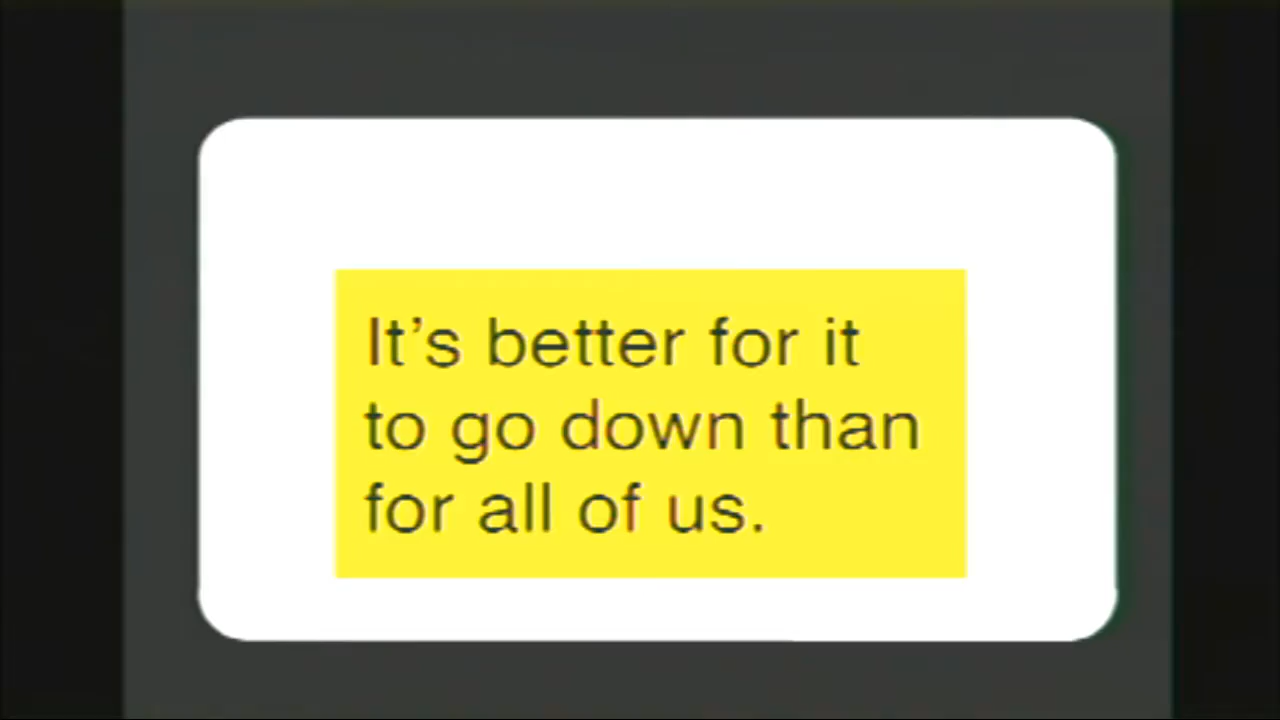 It’s better for it
to go down than
for all of us.